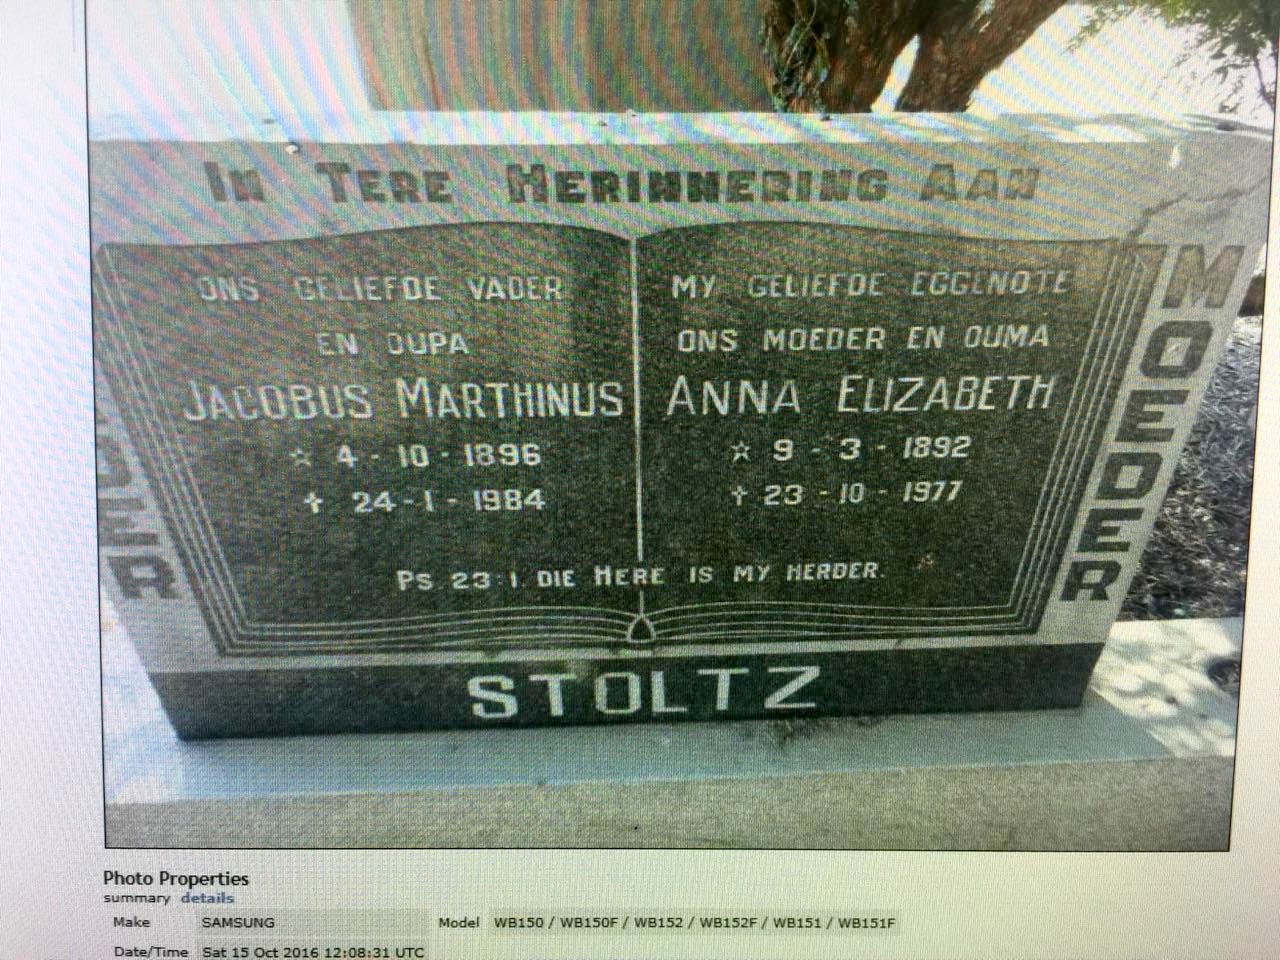 IN TERE HERINNERING AAN
ONS GELIEFDE VADER
EN OUPA
JACOBUS MARTHINUS
☆ 4-10-1896
† 24-1-1984
MY GELIEFDE EGGENOTE
ONS MOEDER EN OUMA
ANNA ELIZABETH
☆ 9-3-1892
† 23-10-1977
PS 23:1. DIE HERE IS MY HERDER.
DER
MOEDER
STOLTZ
Photo Properties
summary details
Make SAMSUNG Model WB150 / WB150F / WB152 / WB152F / WB151 / WB151F
Date/Time Sat 15 Oct 2016 12:08:31 UTC